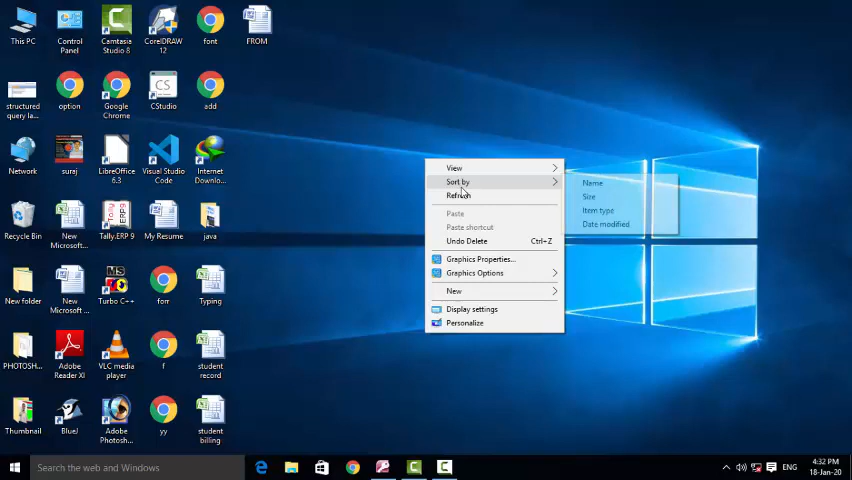 This PC
Control
Panel
Camtasia
Studio 8
CorelDRAW
12
font
FROM
structured
query la...
option
Google
Chrome
CStudio
add
Network
suraj
LibreOffice
6.3
Visual Studio
Code
Internet
Downlo...
Recycle Bin
New
Microsoft...
Tally.ERP 9
My Resume
java
New folder
New
Microsoft ...
Turbo C++
forr
Typing
PHOTOSH...
Adobe
Reader XI
VLC media
player
f
student
record
Thumbnail
BlueJ
Adobe
Photosh...
yy
student
billing
View
Sort by
Refresh
Paste
Paste shortcut
Undo Delete Ctrl+Z
Graphics Properties...
Graphics Options
New
Display settings
Personalize
Name
Size
Item type
Date modified
Search the web and Windows
ENG
4:32 PM
18-Jan-20